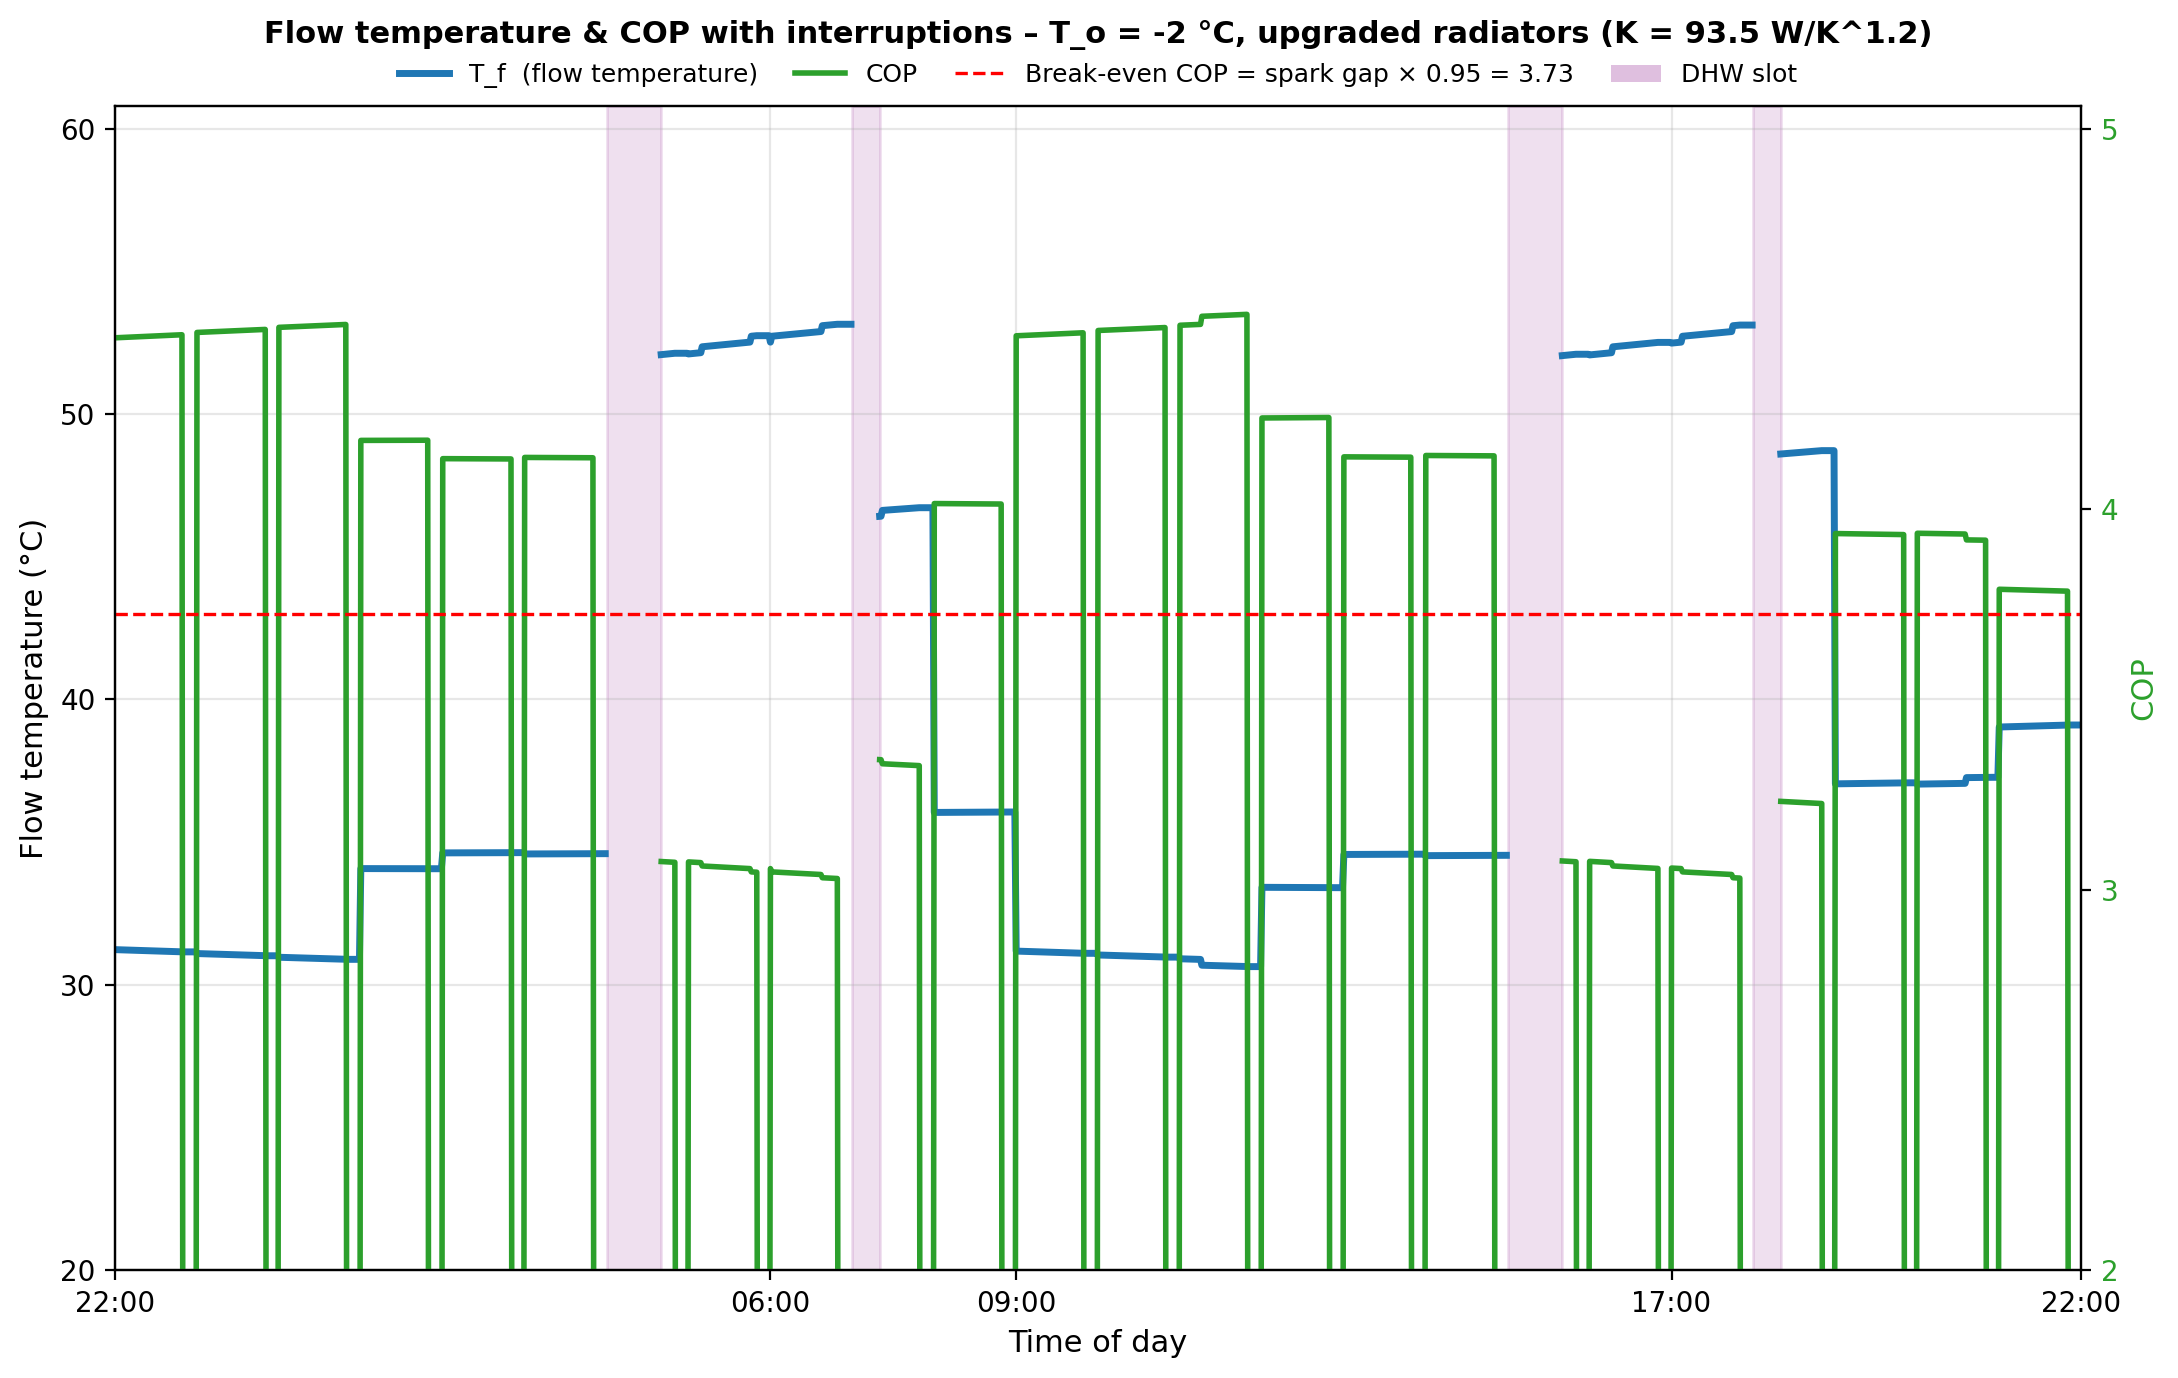 Flow temperature & COP with interruptions – T_o = -2 °C, upgraded radiators (K = 93.5 W/K^1.2)
T_f  (flow temperature) COP Break-even COP = spark gap × 0.95 = 3.73 DHW slot
60
50
40
30
20
Flow temperature (°C)
5
4
3
2
COP
22:00 06:00 09:00 17:00 22:00
Time of day